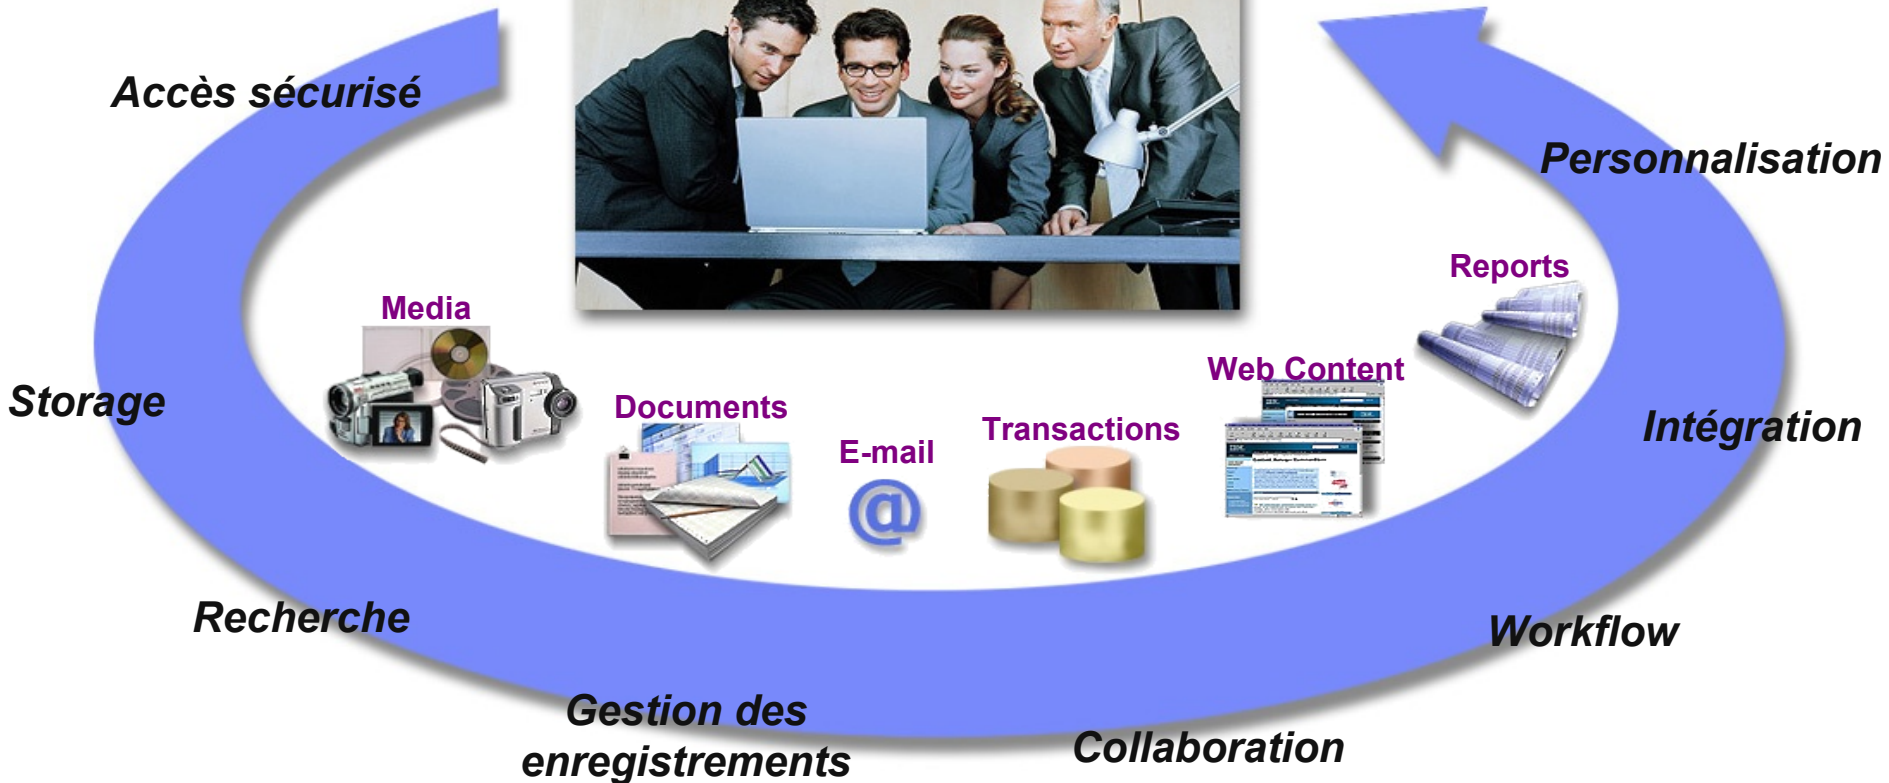 Accès sécurisé
Personnalisation
Reports
Media
Web Content
Storage
Documents
Intégration
Transactions
E-mail
@
Recherche
Workflow
Gestion des
enregistrements
Collaboration